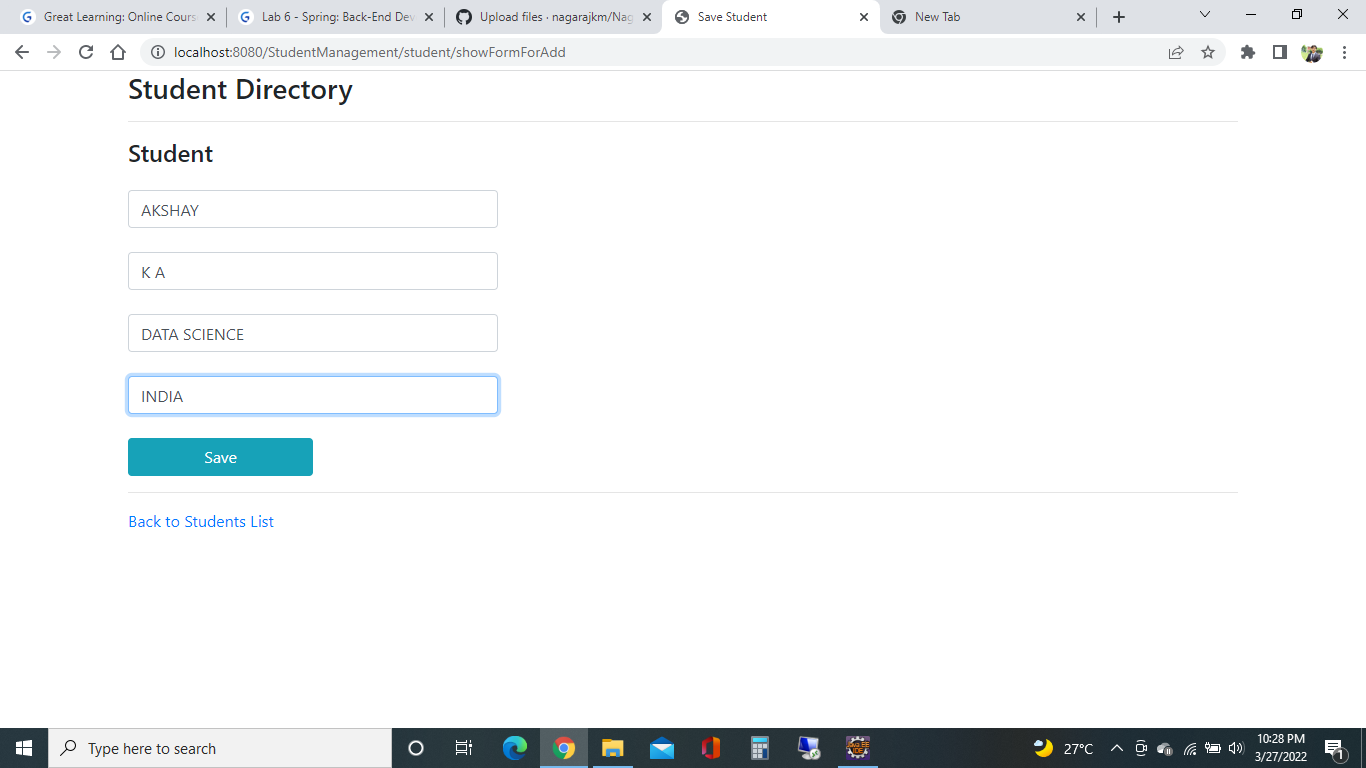 Great Learning: Online Cours
Lab 6 - Spring: Back-End Dev
Upload files · nagarajkm/Nag
Save Student
New Tab
localhost:8080/StudentManagement/student/showFormForAdd
Student Directory
Student
AKSHAY
K A
DATA SCIENCE
INDIA
Save
Back to Students List
Type here to search
27°C
10:28 PM
3/27/2022
1